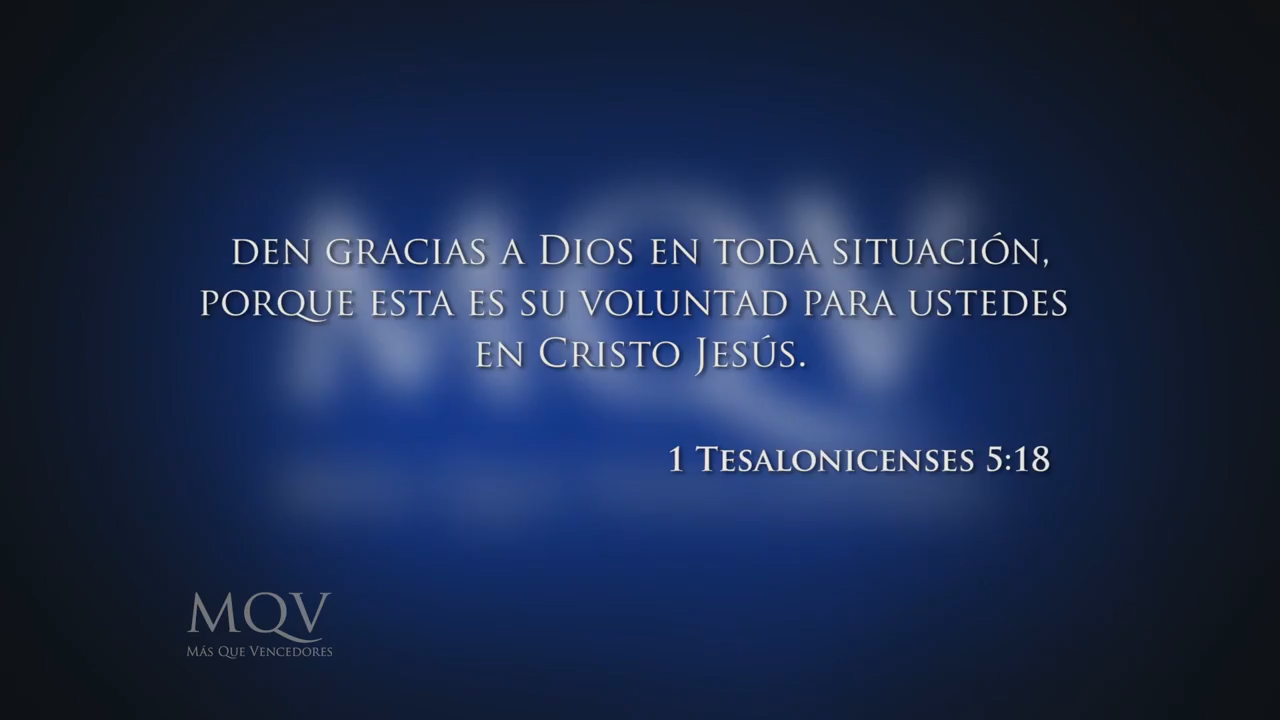 den gracias a Dios en toda situación,
porque esta es su voluntad para ustedes
en Cristo Jesús.
1 Tesalonicenses 5:18
MQV
Más Que Vencedores